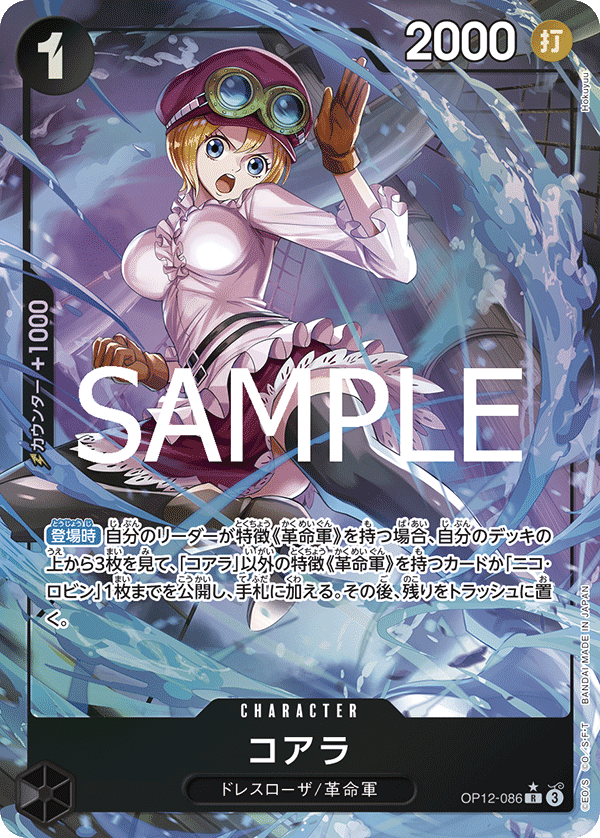 1
2000
打
Hokuyuu
カウンター+1000
SAMPLE
登場時 自分のリーダーが特徴《革命軍》を持つ場合、自分のデッキの
上から3枚を見て、「コアラ」以外の特徴《革命軍》を持つカードか「ニコ・
ロビン」1枚までを公開し、手札に加える。その後、残りをトラッシュに置
く。
CHARACTER
コアラ
ドレスローザ/革命軍
OP12-086 R 3
©E.O./S. ©O./S.・S,F・T BANDAI MADE IN JAPAN